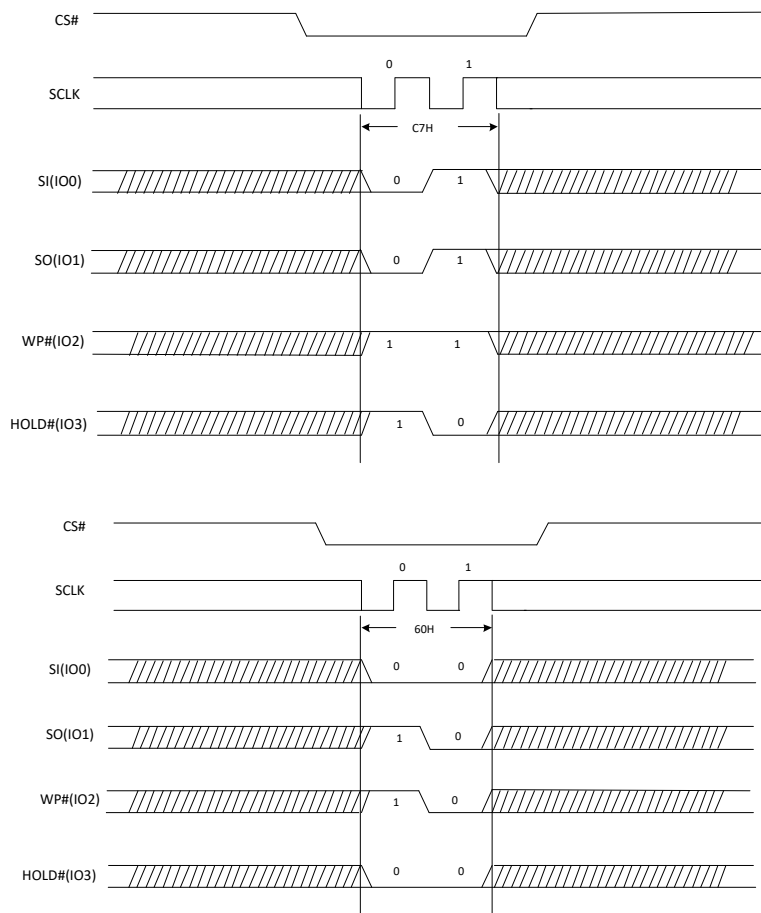 CS#
0 1
SCLK
C7H
SI(IO0) 0 1
SO(IO1) 0 1
WP#(IO2) 1 1
HOLD#(IO3) 1 0
CS#
0 1
SCLK
60H
SI(IO0) 0 0
SO(IO1) 1 0
WP#(IO2) 1 0
HOLD#(IO3) 0 0